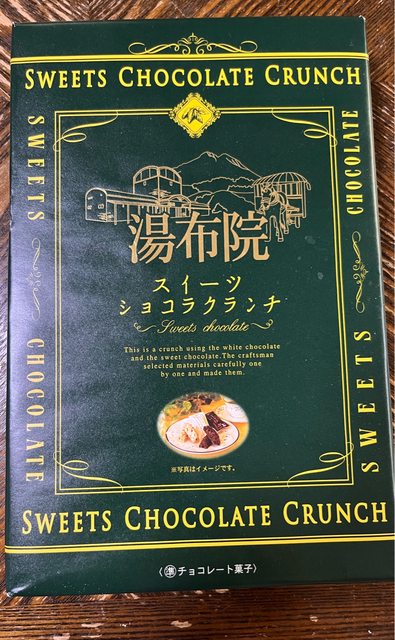 SWEETS CHOCOLATE CRUNCH
SWEETS
CHOCOLATE
湯布院
スイーツ
ショコラクランチ
Sweets chocolate
This is a crunch using the white chocolate
and the sweet chocolate.The craftsman
selected materials carefully one
by one and made them.
※写真はイメージです。
CHOCOLATE
SWEETS
SWEETS CHOCOLATE CRUNCH
〈㊜チョコレート菓子〉